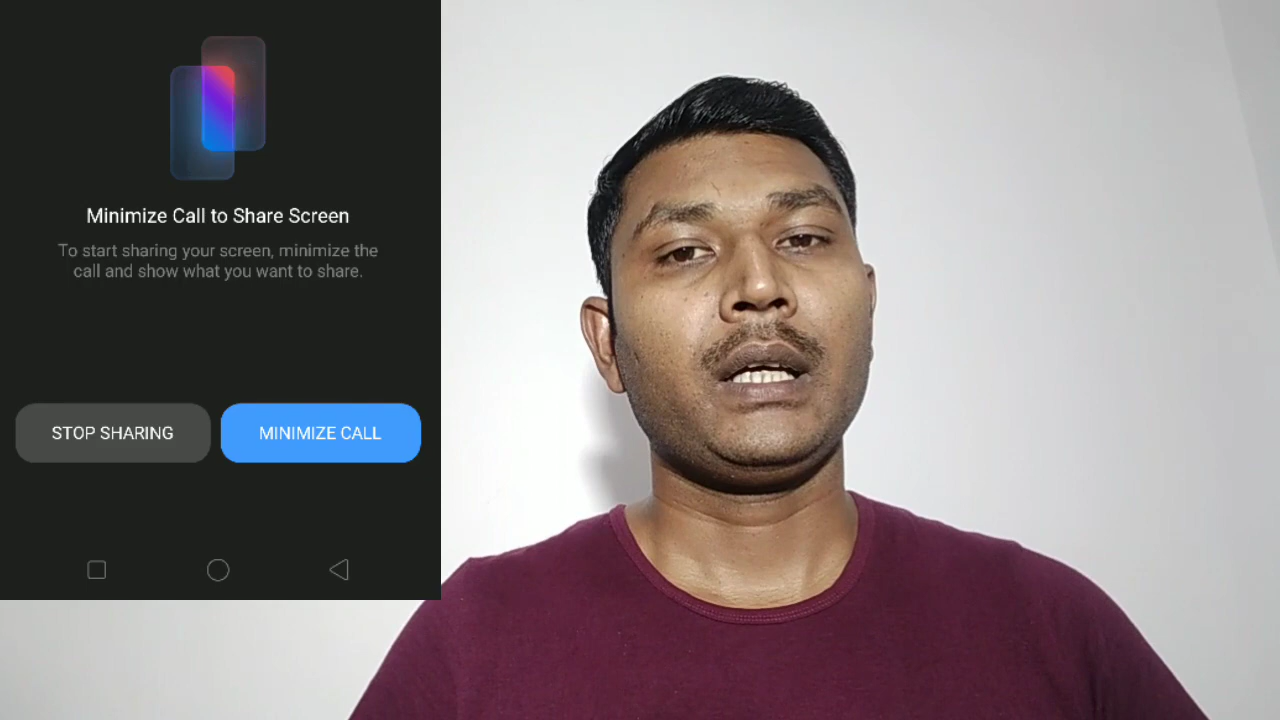 Minimize Call to Share Screen
To start sharing your screen, minimize the
call and show what you want to share.
STOP SHARING
MINIMIZE CALL